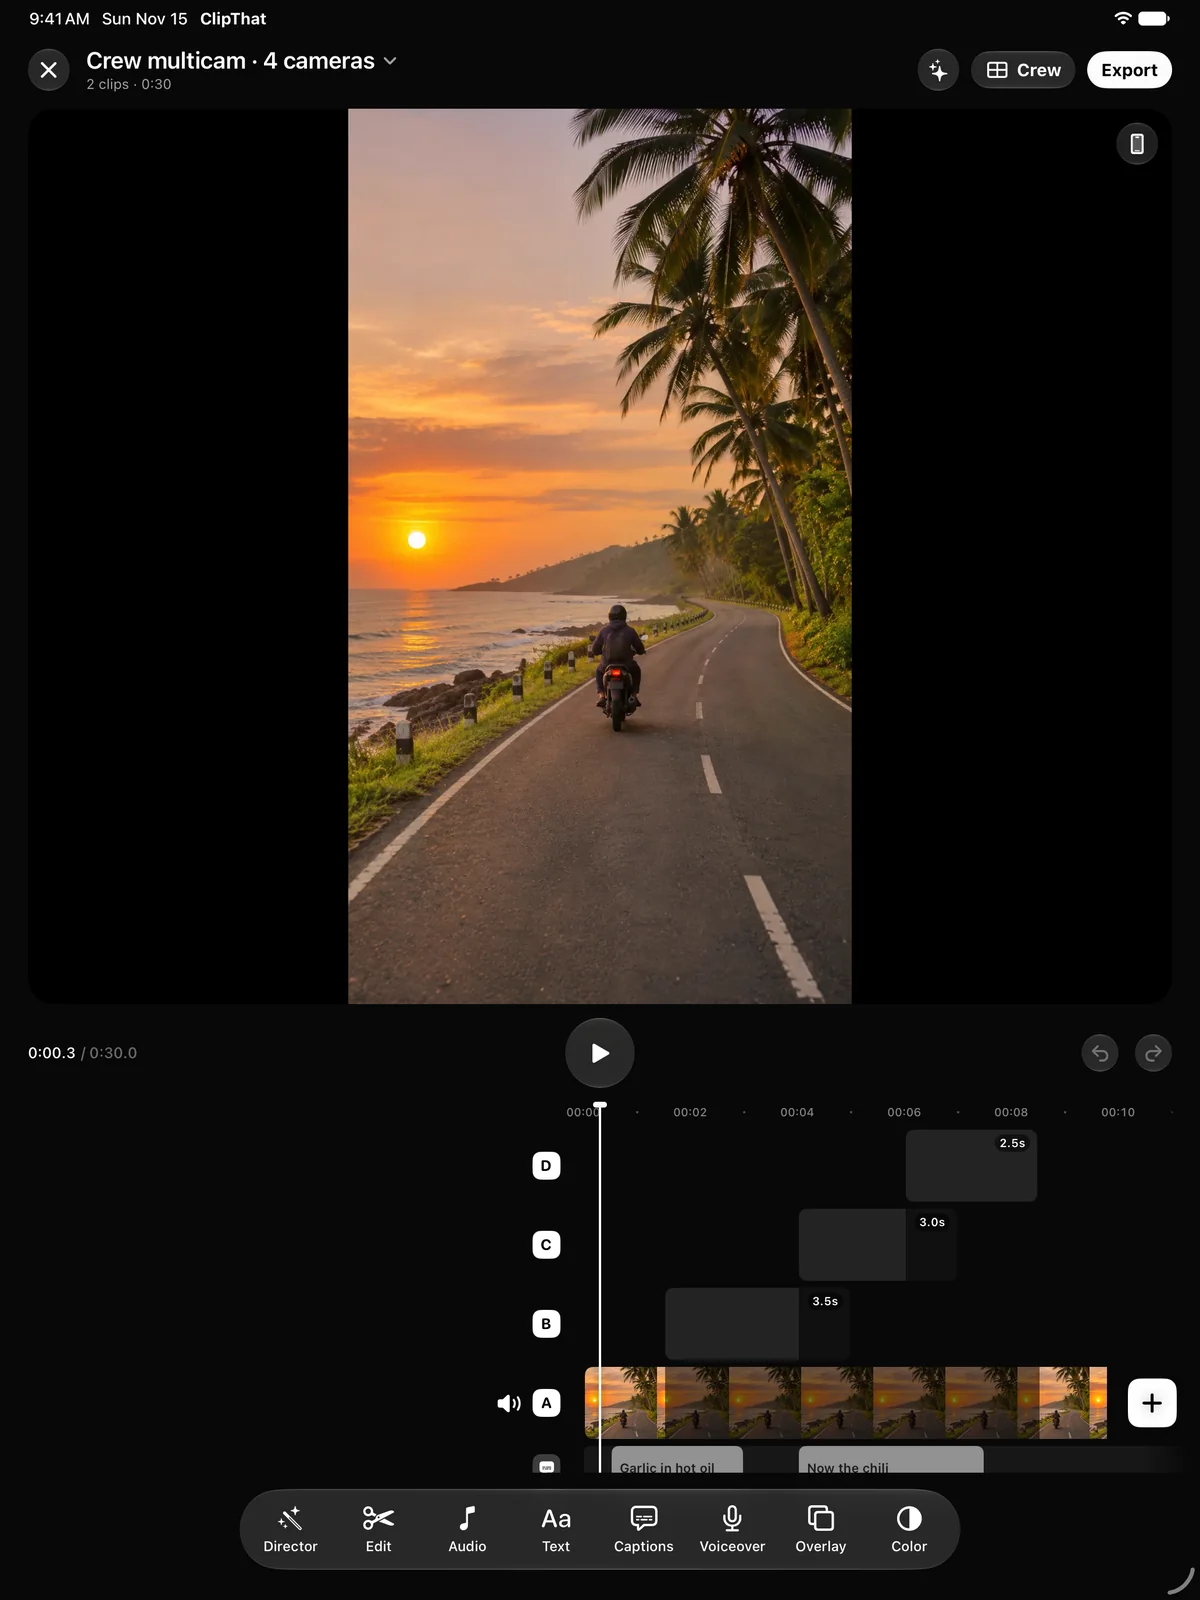 9:41 AM Sun Nov 15 ClipThat
Crew multicam · 4 cameras
2 clips · 0:30
Crew
Export
0:00.3 / 0:30.0
00:00 00:02 00:04 00:06 00:08 00:10
D
2.5s
C
3.0s
B
3.5s
A
Garlic in hot oil
Now the chili
Director
Edit
Audio
Aa
Text
Captions
Voiceover
Overlay
Color